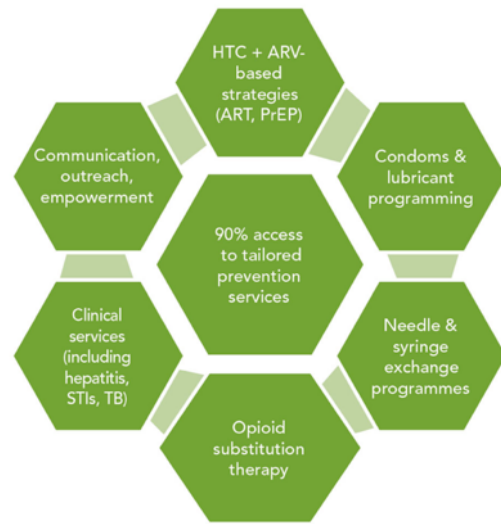 HTC + ARV-
based
strategies
(ART, PrEP)
Communication,
outreach,
empowerment
Condoms &
lubricant
programming
90% access
to tailored
prevention
services
Clinical
services
(including
hepatitis,
STIs, TB)
Needle &
syringe
exchange
programmes
Opioid
substitution
therapy